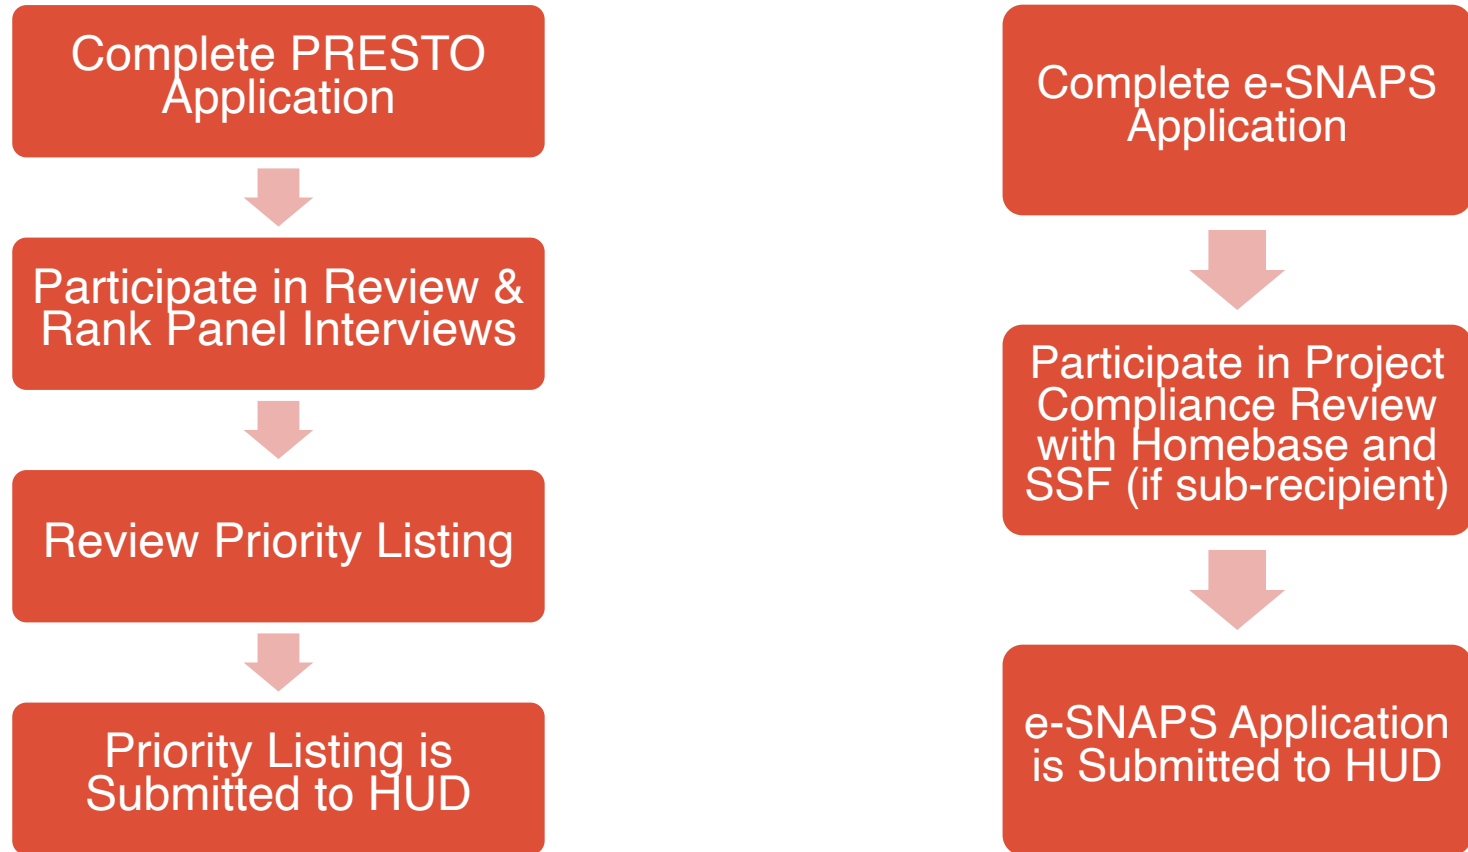 Complete PRESTO
Application
Participate in Review &
Rank Panel Interviews
Review Priority Listing
Priority Listing is
Submitted to HUD
Complete e-SNAPS
Application
Participate in Project
Compliance Review
with Homebase and
SSF (if sub-recipient)
e-SNAPS Application
is Submitted to HUD